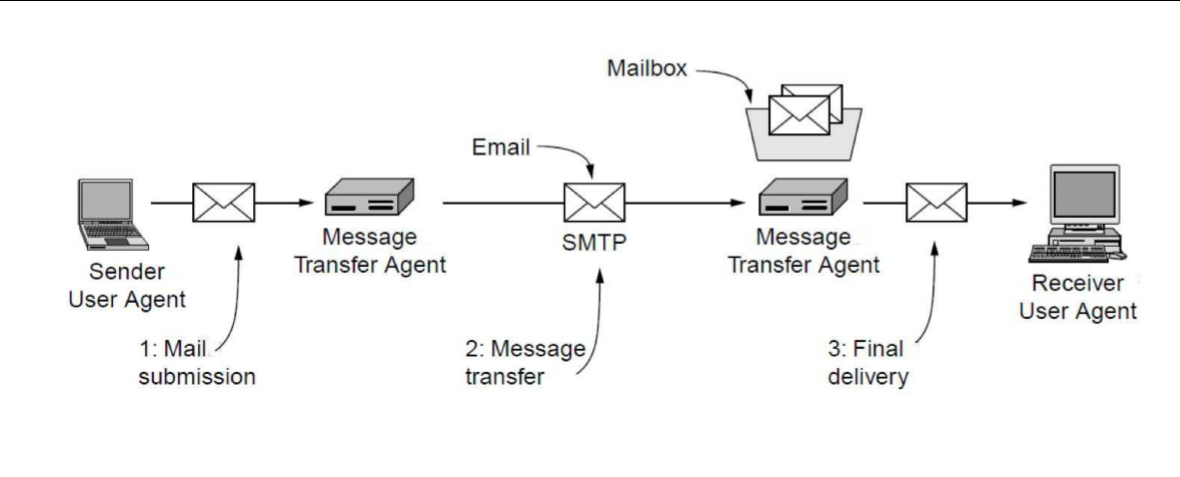 Mailbox
Email
SMTP
Message
Transfer Agent
Message
Transfer Agent
Sender
User Agent
Receiver
User Agent
1: Mail
submission
2: Message
transfer
3: Final
delivery